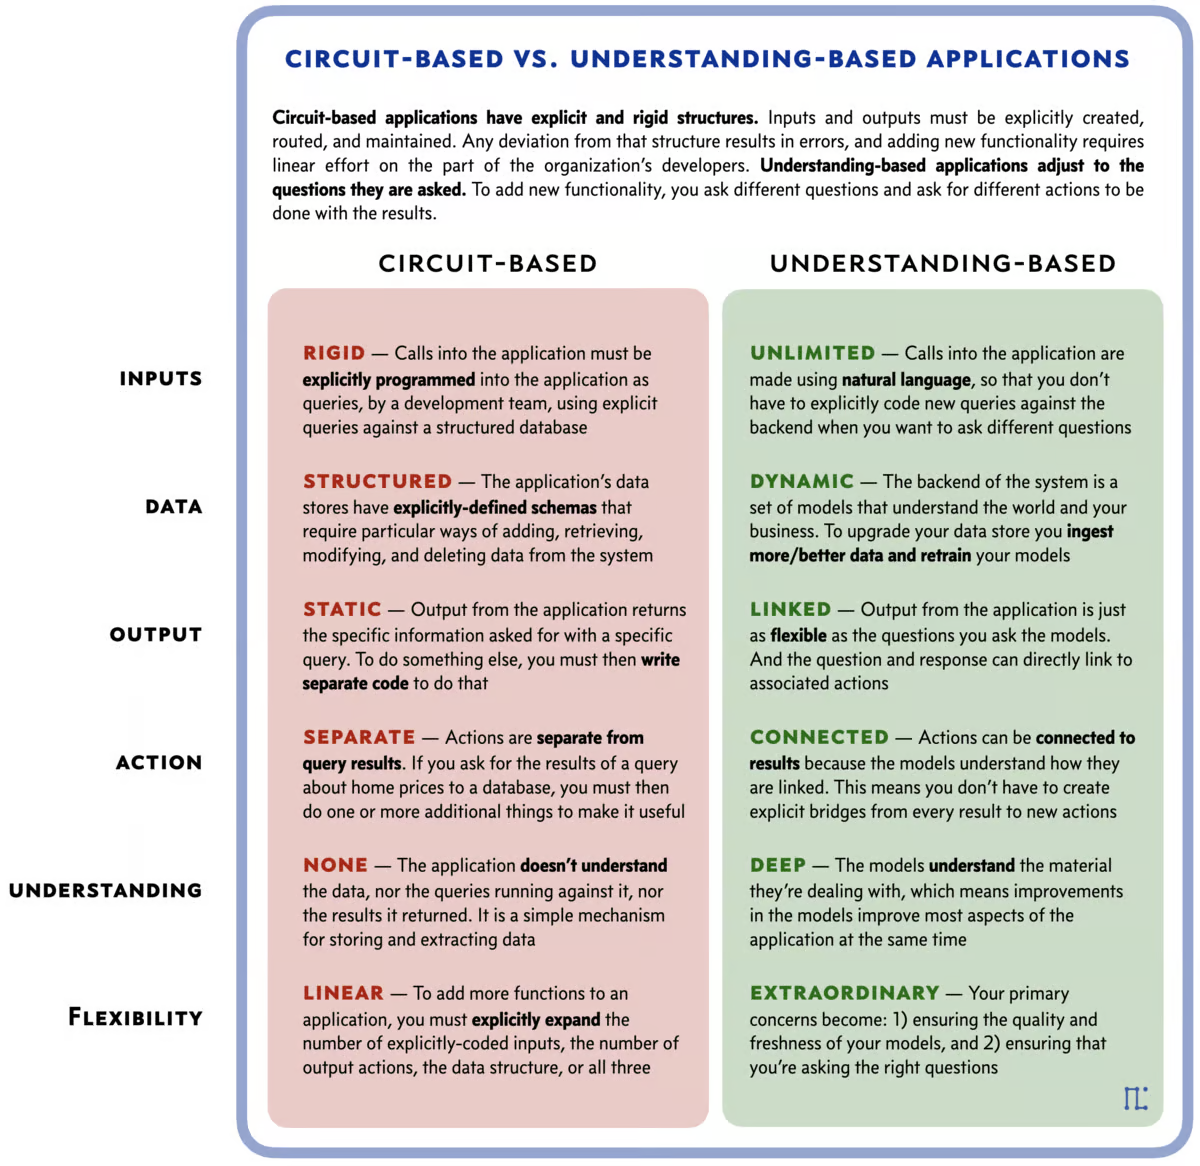 CIRCUIT-BASED VS. UNDERSTANDING-BASED APPLICATIONS
Circuit-based applications have explicit and rigid structures. Inputs and outputs must be explicitly created,
routed, and maintained. Any deviation from that structure results in errors, and adding new functionality requires
linear effort on the part of the organization's developers. Understanding-based applications adjust to the
questions they are asked. To add new functionality, you ask different questions and ask for different actions to be
done with the results.
CIRCUIT-BASED
UNDERSTANDING-BASED
INPUTS
RIGID — Calls into the application must be
explicitly programmed into the application as
queries, by a development team, using explicit
queries against a structured database
UNLIMITED — Calls into the application are
made using natural language, so that you don't
have to explicitly code new queries against the
backend when you want to ask different questions
DATA
STRUCTURED — The application's data
stores have explicitly-defined schemas that
require particular ways of adding, retrieving,
modifying, and deleting data from the system
DYNAMIC — The backend of the system is a
set of models that understand the world and your
business. To upgrade your data store you ingest
more/better data and retrain your models
OUTPUT
STATIC — Output from the application returns
the specific information asked for with a specific
query. To do something else, you must then write
separate code to do that
LINKED — Output from the application is just
as flexible as the questions you ask the models.
And the question and response can directly link to
associated actions
ACTION
SEPARATE — Actions are separate from
query results. If you ask for the results of a query
about home prices to a database, you must then
do one or more additional things to make it useful
CONNECTED — Actions can be connected to
results because the models understand how they
are linked. This means you don't have to create
explicit bridges from every result to new actions
UNDERSTANDING
NONE — The application doesn't understand
the data, nor the queries running against it, nor
the results it returned. It is a simple mechanism
for storing and extracting data
DEEP — The models understand the material
they're dealing with, which means improvements
in the models improve most aspects of the
application at the same time
FLEXIBILITY
LINEAR — To add more functions to an
application, you must explicitly expand the
number of explicitly-coded inputs, the number of
output actions, the data structure, or all three
EXTRAORDINARY — Your primary
concerns become: 1) ensuring the quality and
freshness of your models, and 2) ensuring that
you're asking the right questions